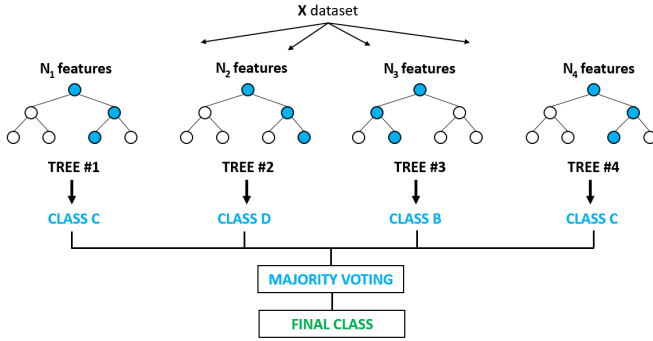 X dataset
N1 features
N2 features
N3 features
N4 features
TREE #1
TREE #2
TREE #3
TREE #4
CLASS C
CLASS D
CLASS B
CLASS C
MAJORITY VOTING
FINAL CLASS